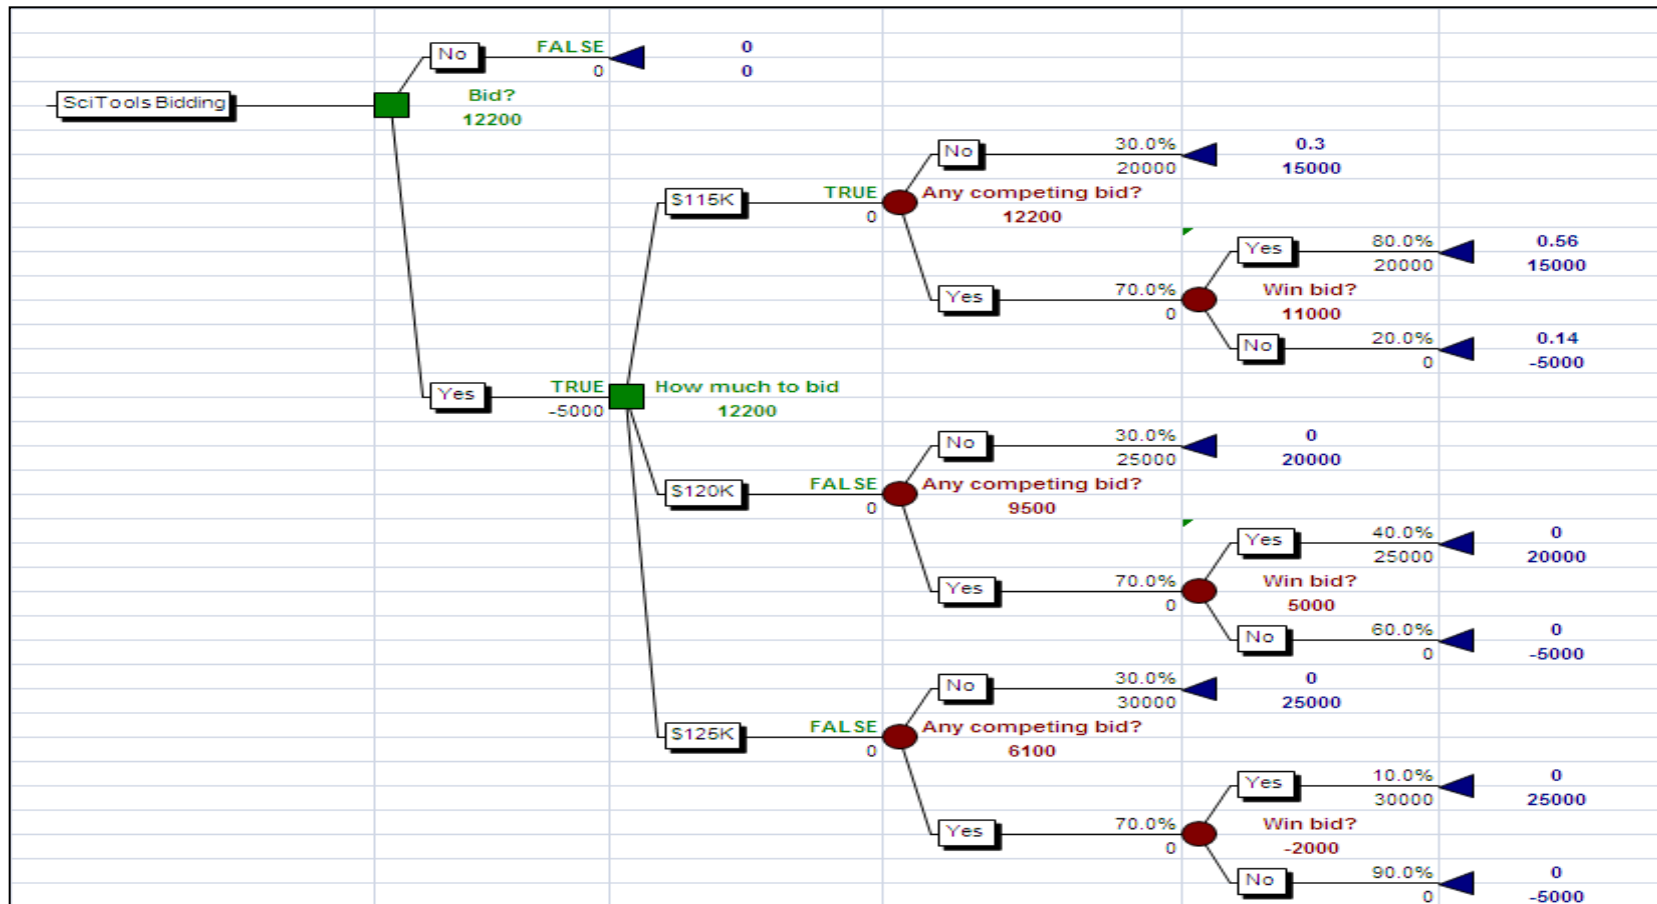 No FALSE 0
0 0
SciTools Bidding Bid?
12200
No 30.0% 0.3
20000 15000
$115K TRUE Any competing bid?
0 12200
Yes 80.0% 0.56
20000 15000
Yes 70.0% Win bid?
0 11000
No 20.0% 0.14
0 -5000
Yes TRUE How much to bid
-5000 12200
No 30.0% 0
25000 20000
$120K FALSE Any competing bid?
0 9500
Yes 40.0% 0
25000 20000
Yes 70.0% Win bid?
0 5000
No 60.0% 0
0 -5000
No 30.0% 0
30000 25000
$125K FALSE Any competing bid?
0 6100
Yes 10.0% 0
30000 25000
Yes 70.0% Win bid?
0 -2000
No 90.0% 0
0 -5000